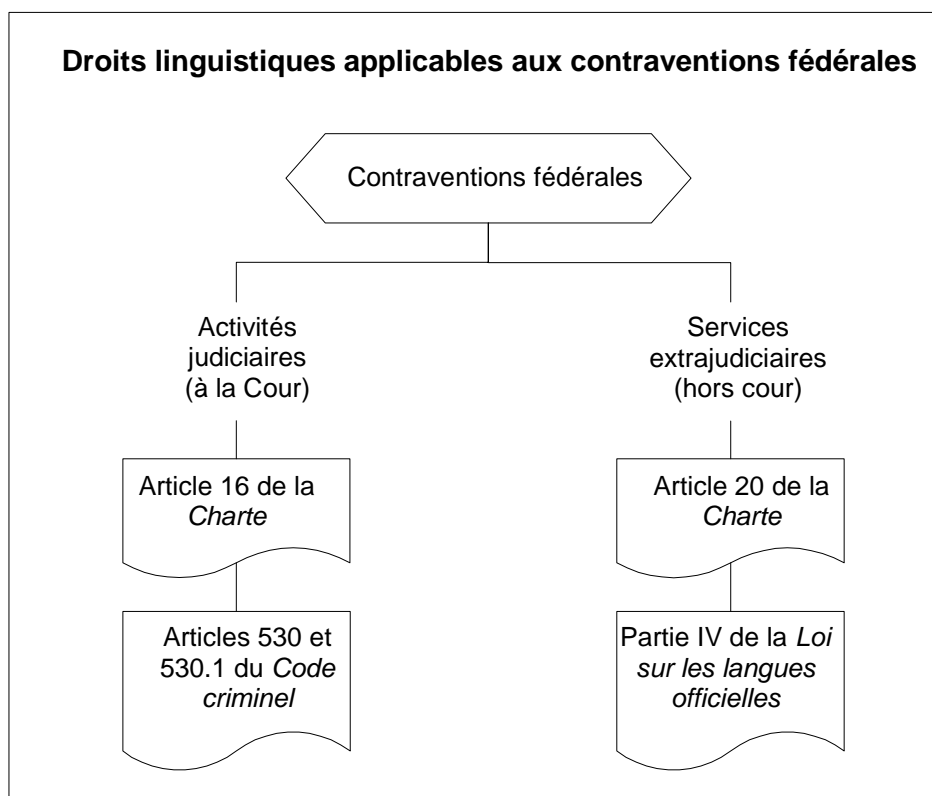 Droits linguistiques applicables aux contraventions fédérales
Contraventions fédérales
Activités
judiciaires
(à la Cour)
Services
extrajudiciaires
(hors cour)
Article 16 de la
Charte
Article 20 de la
Charte
Articles 530 et
530.1 du Code
criminel
Partie IV de la Loi
sur les langues
officielles